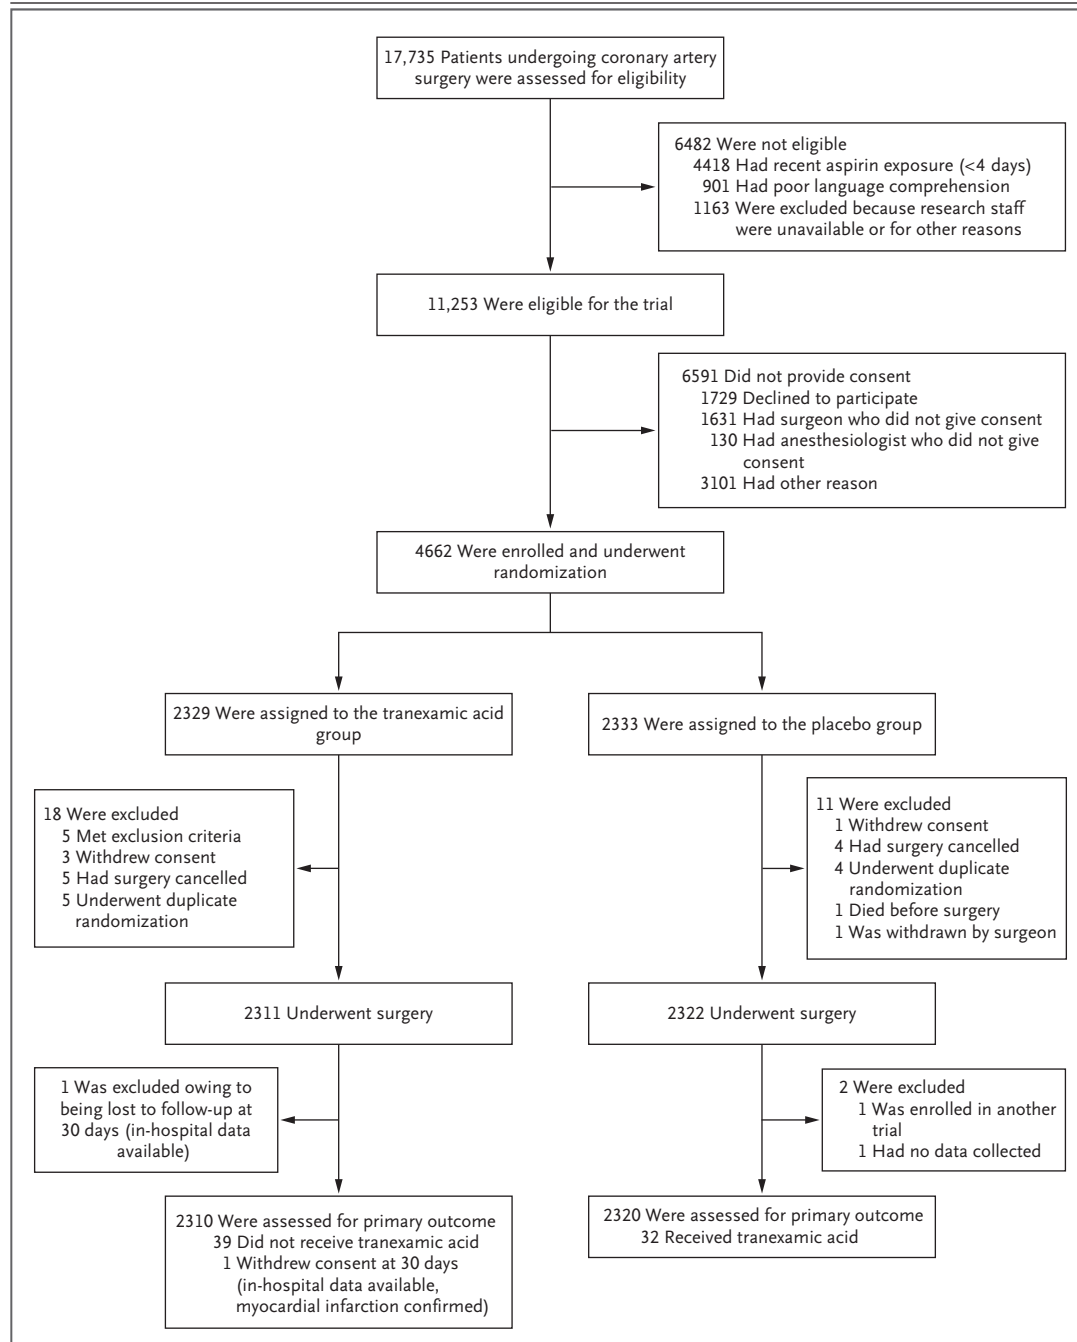 17,735 Patients undergoing coronary artery
surgery were assessed for eligibility
6482 Were not eligible
4418 Had recent aspirin exposure (<4 days)
901 Had poor language comprehension
1163 Were excluded because research staff
were unavailable or for other reasons
11,253 Were eligible for the trial
6591 Did not provide consent
1729 Declined to participate
1631 Had surgeon who did not give consent
130 Had anesthesiologist who did not give
consent
3101 Had other reason
4662 Were enrolled and underwent
randomization
2329 Were assigned to the tranexamic acid
group
2333 Were assigned to the placebo group
18 Were excluded
5 Met exclusion criteria
3 Withdrew consent
5 Had surgery cancelled
5 Underwent duplicate
randomization
11 Were excluded
1 Withdrew consent
4 Had surgery cancelled
4 Underwent duplicate
randomization
1 Died before surgery
1 Was withdrawn by surgeon
2311 Underwent surgery
2322 Underwent surgery
1 Was excluded owing to
being lost to follow-up at
30 days (in-hospital data
available)
2 Were excluded
1 Was enrolled in another
trial
1 Had no data collected
2310 Were assessed for primary outcome
39 Did not receive tranexamic acid
1 Withdrew consent at 30 days
(in-hospital data available,
myocardial infarction confirmed)
2320 Were assessed for primary outcome
32 Received tranexamic acid